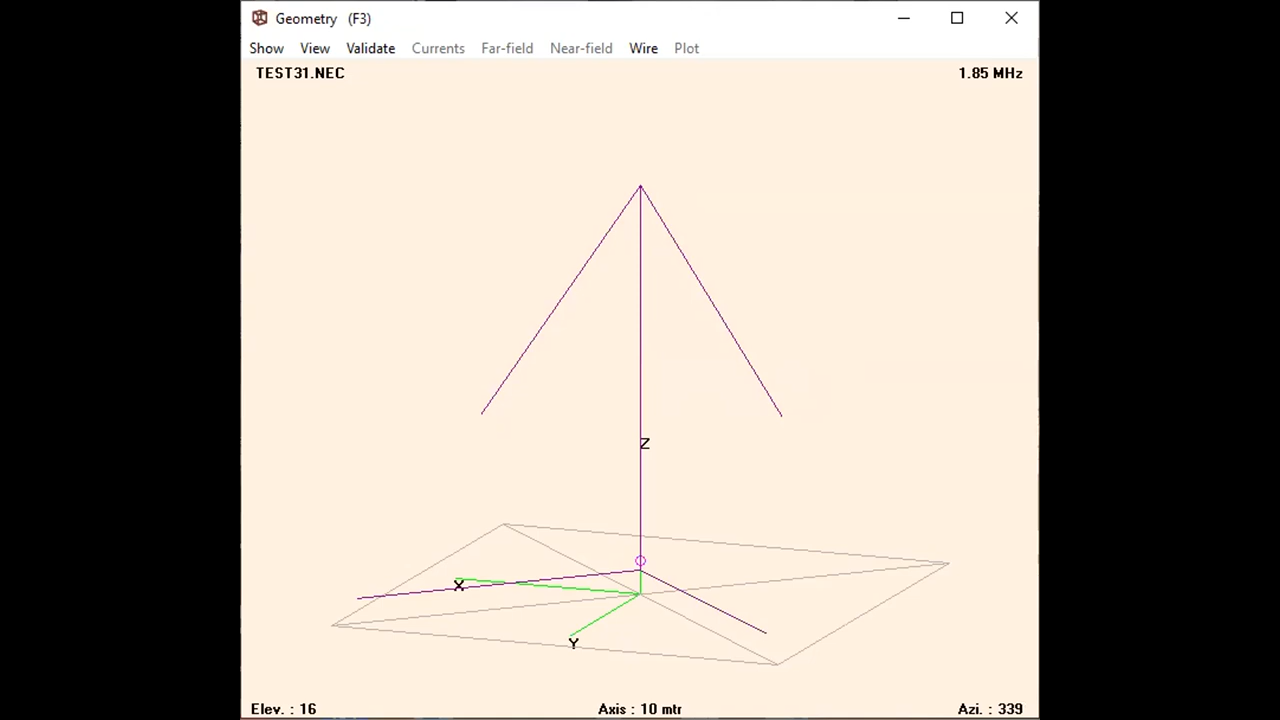 Geometry (F3)
Show View Validate Currents Far-field Near-field Wire Plot
TEST31.NEC 1.85 MHz
Z
X
Y
Elev. : 16 Axis : 10 mtr Azi. : 339